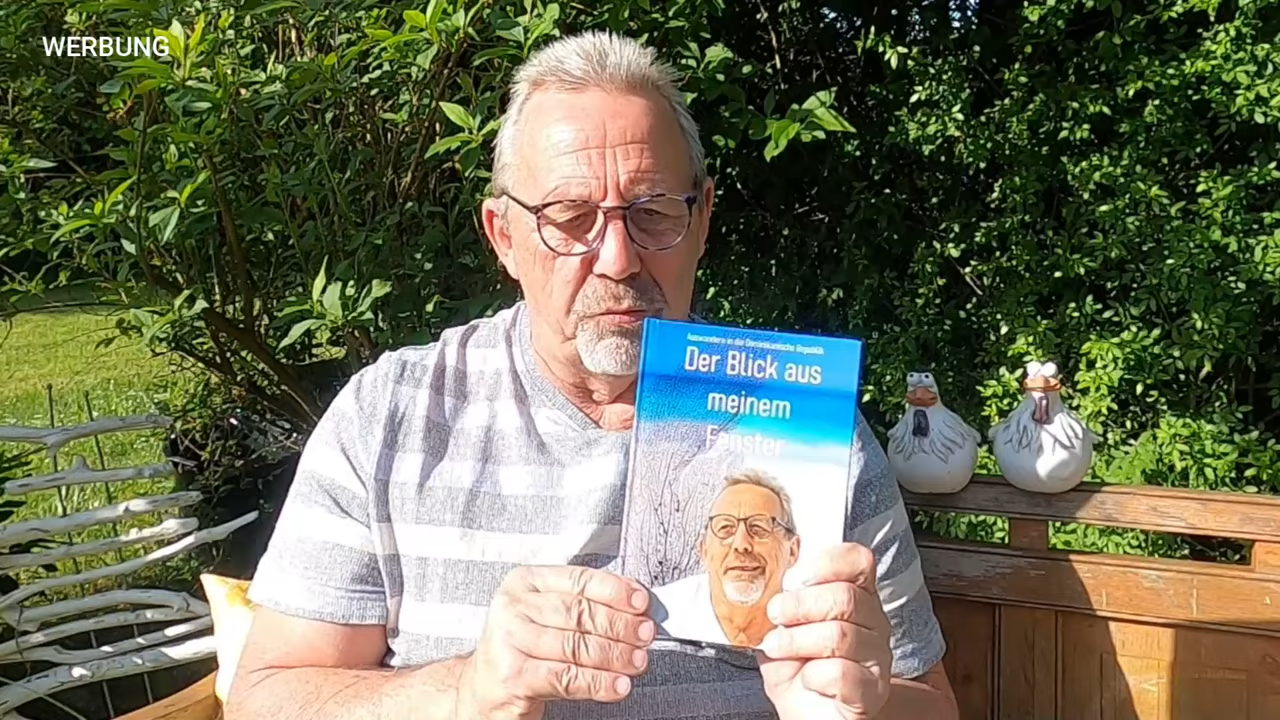 WERBUNG
Auswandern in die Dominikanische Republik
Der Blick aus
meinem
Fenster